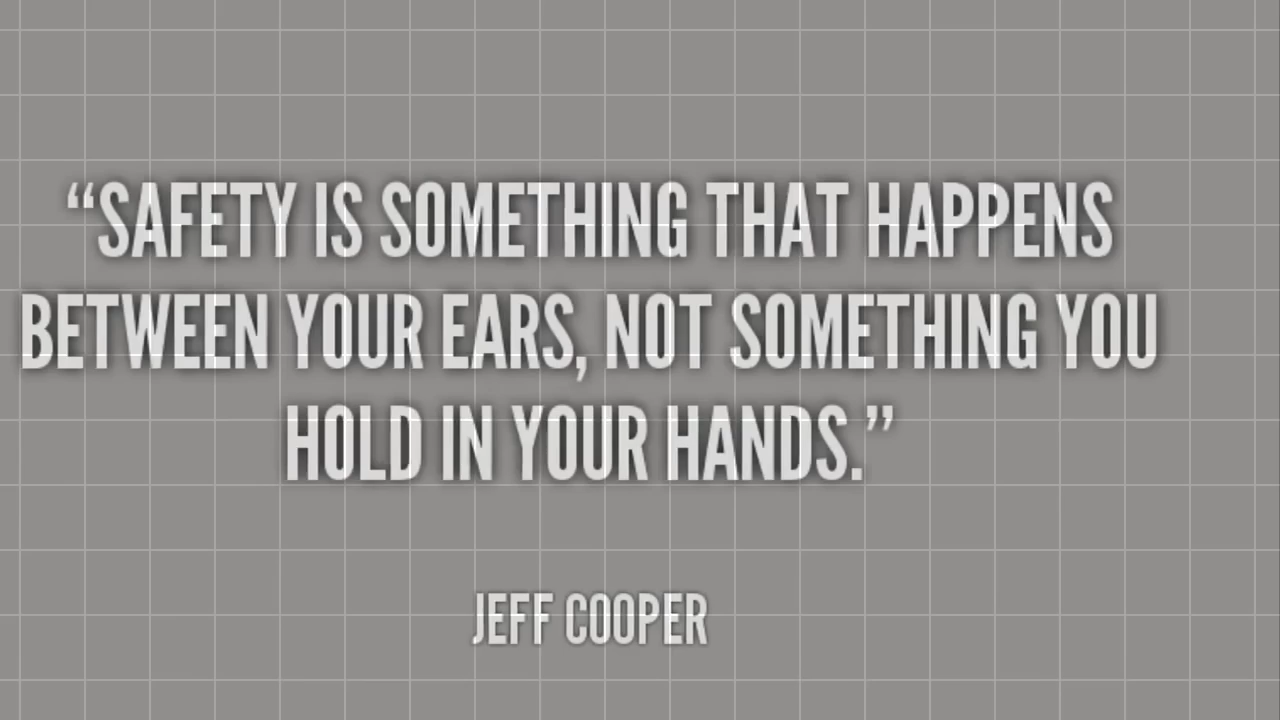 “SAFETY IS SOMETHING THAT HAPPENS
BETWEEN YOUR EARS, NOT SOMETHING YOU
HOLD IN YOUR HANDS.”
JEFF COOPER